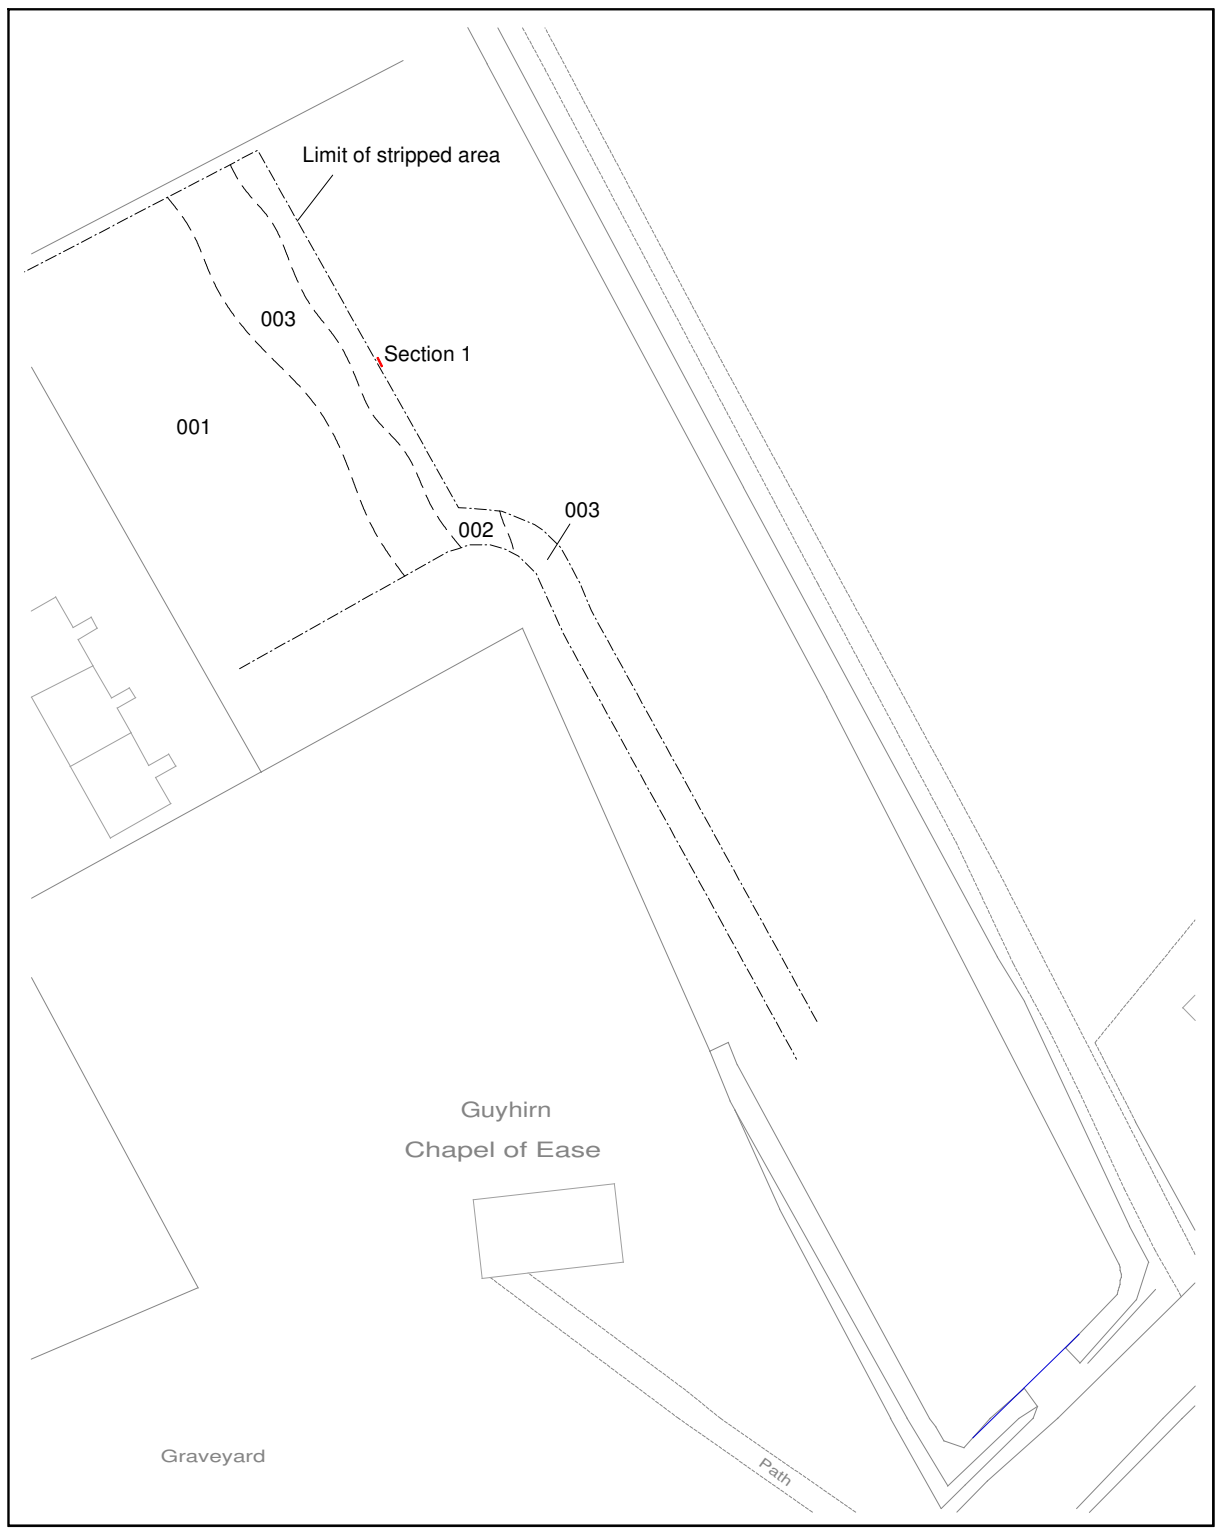 Limit of stripped area
003
Section 1
001
003
002
Guyhirn
Chapel of Ease
Graveyard
Path